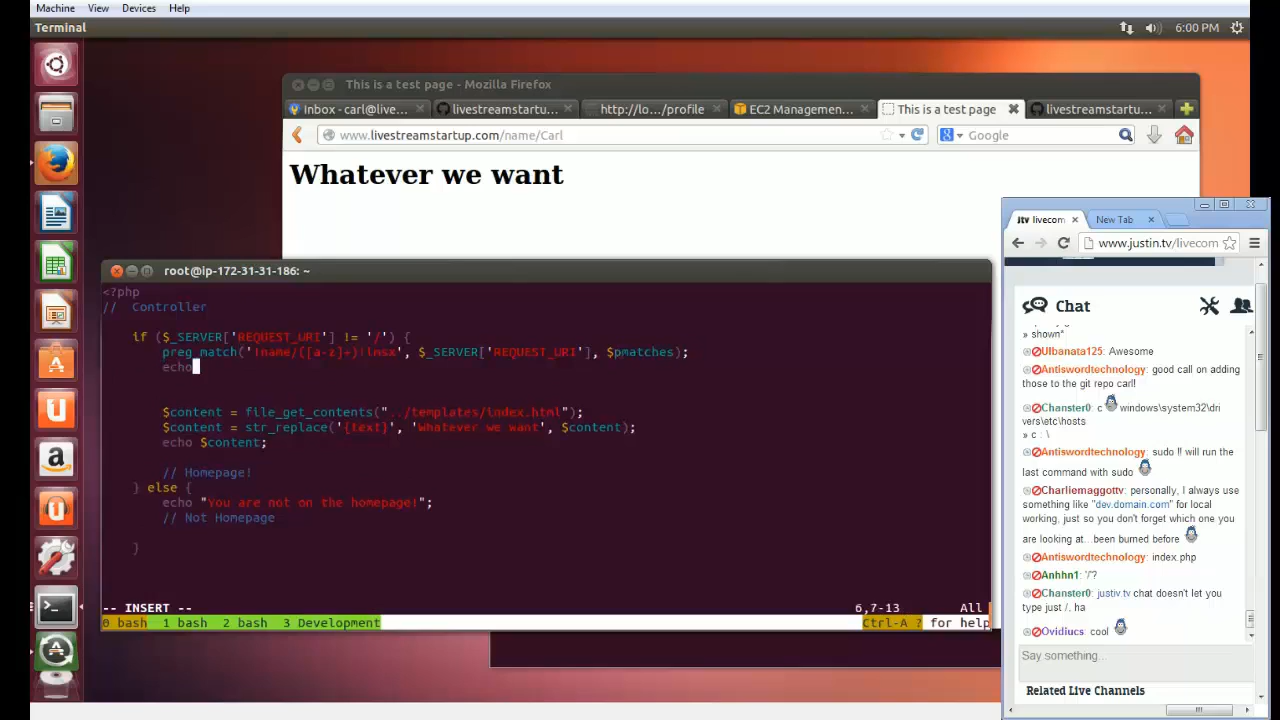 Machine View Devices Help
Terminal
6:00 PM
This is a test page - Mozilla Firefox
Inbox - carl@live...
livestreamstartu...
http://lo.../profile
EC2 Managemen...
This is a test page
livestreamstartu...
www.livestreamstartup.com/name/Carl
Google
Whatever we want
root@ip-172-31-31-186: ~
<?php
// Controller
if ($_SERVER['REQUEST_URI'] != '/') {
preg_match('!name/([a-z]+)!imsx', $_SERVER['REQUEST_URI'], $pmatches);
echo
$content = file_get_contents("../templates/index.html");
$content = str_replace('{text}', 'Whatever we want', $content);
echo $content;
// Homepage!
} else {
echo "You are not on the homepage!";
// Not Homepage
}
-- INSERT --
6,7-13
All
0 bash 1 bash 2 bash 3 Development
Ctrl-A ? for help
jtv livecom
New Tab
www.justin.tv/livecom
Chat
» shown*
Ulbanata125: Awesome
Antiswordtechnology: good call on adding
those to the git repo carl!
Chanster0: c windows\system32\dri
vers\etc\hosts
» c : \
Antiswordtechnology: sudo !! will run the
last command with sudo
Charliemaggottv: personally, I always use
something like "dev.domain.com" for local
working, just so you don't forget which one you
are looking at...been burned before
Antiswordtechnology: index.php
Anhhn1: '/'?
Chanster0: justiv.tv chat doesn't let you
type just /. ha
Ovidiucs: cool
Say something...
Related Live Channels